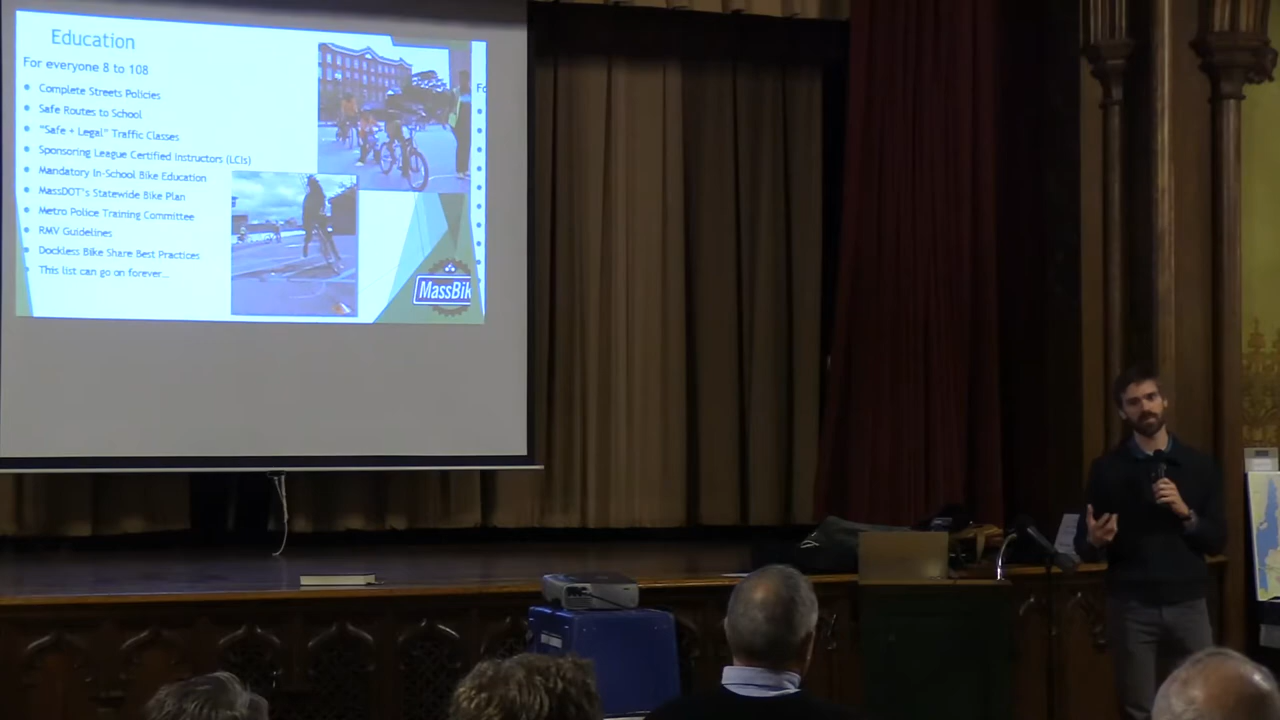 Education
For everyone 8 to 108
Complete Streets Policies
Safe Routes to School
"Safe + Legal" Traffic Classes
Sponsoring League Certified Instructors (LCIs)
Mandatory In-School Bike Education
MassDOT's Statewide Bike Plan
Metro Police Training Committee
RMV Guidelines
Dockless Bike Share Best Practices
This list can go on forever...
MassBik
Fo